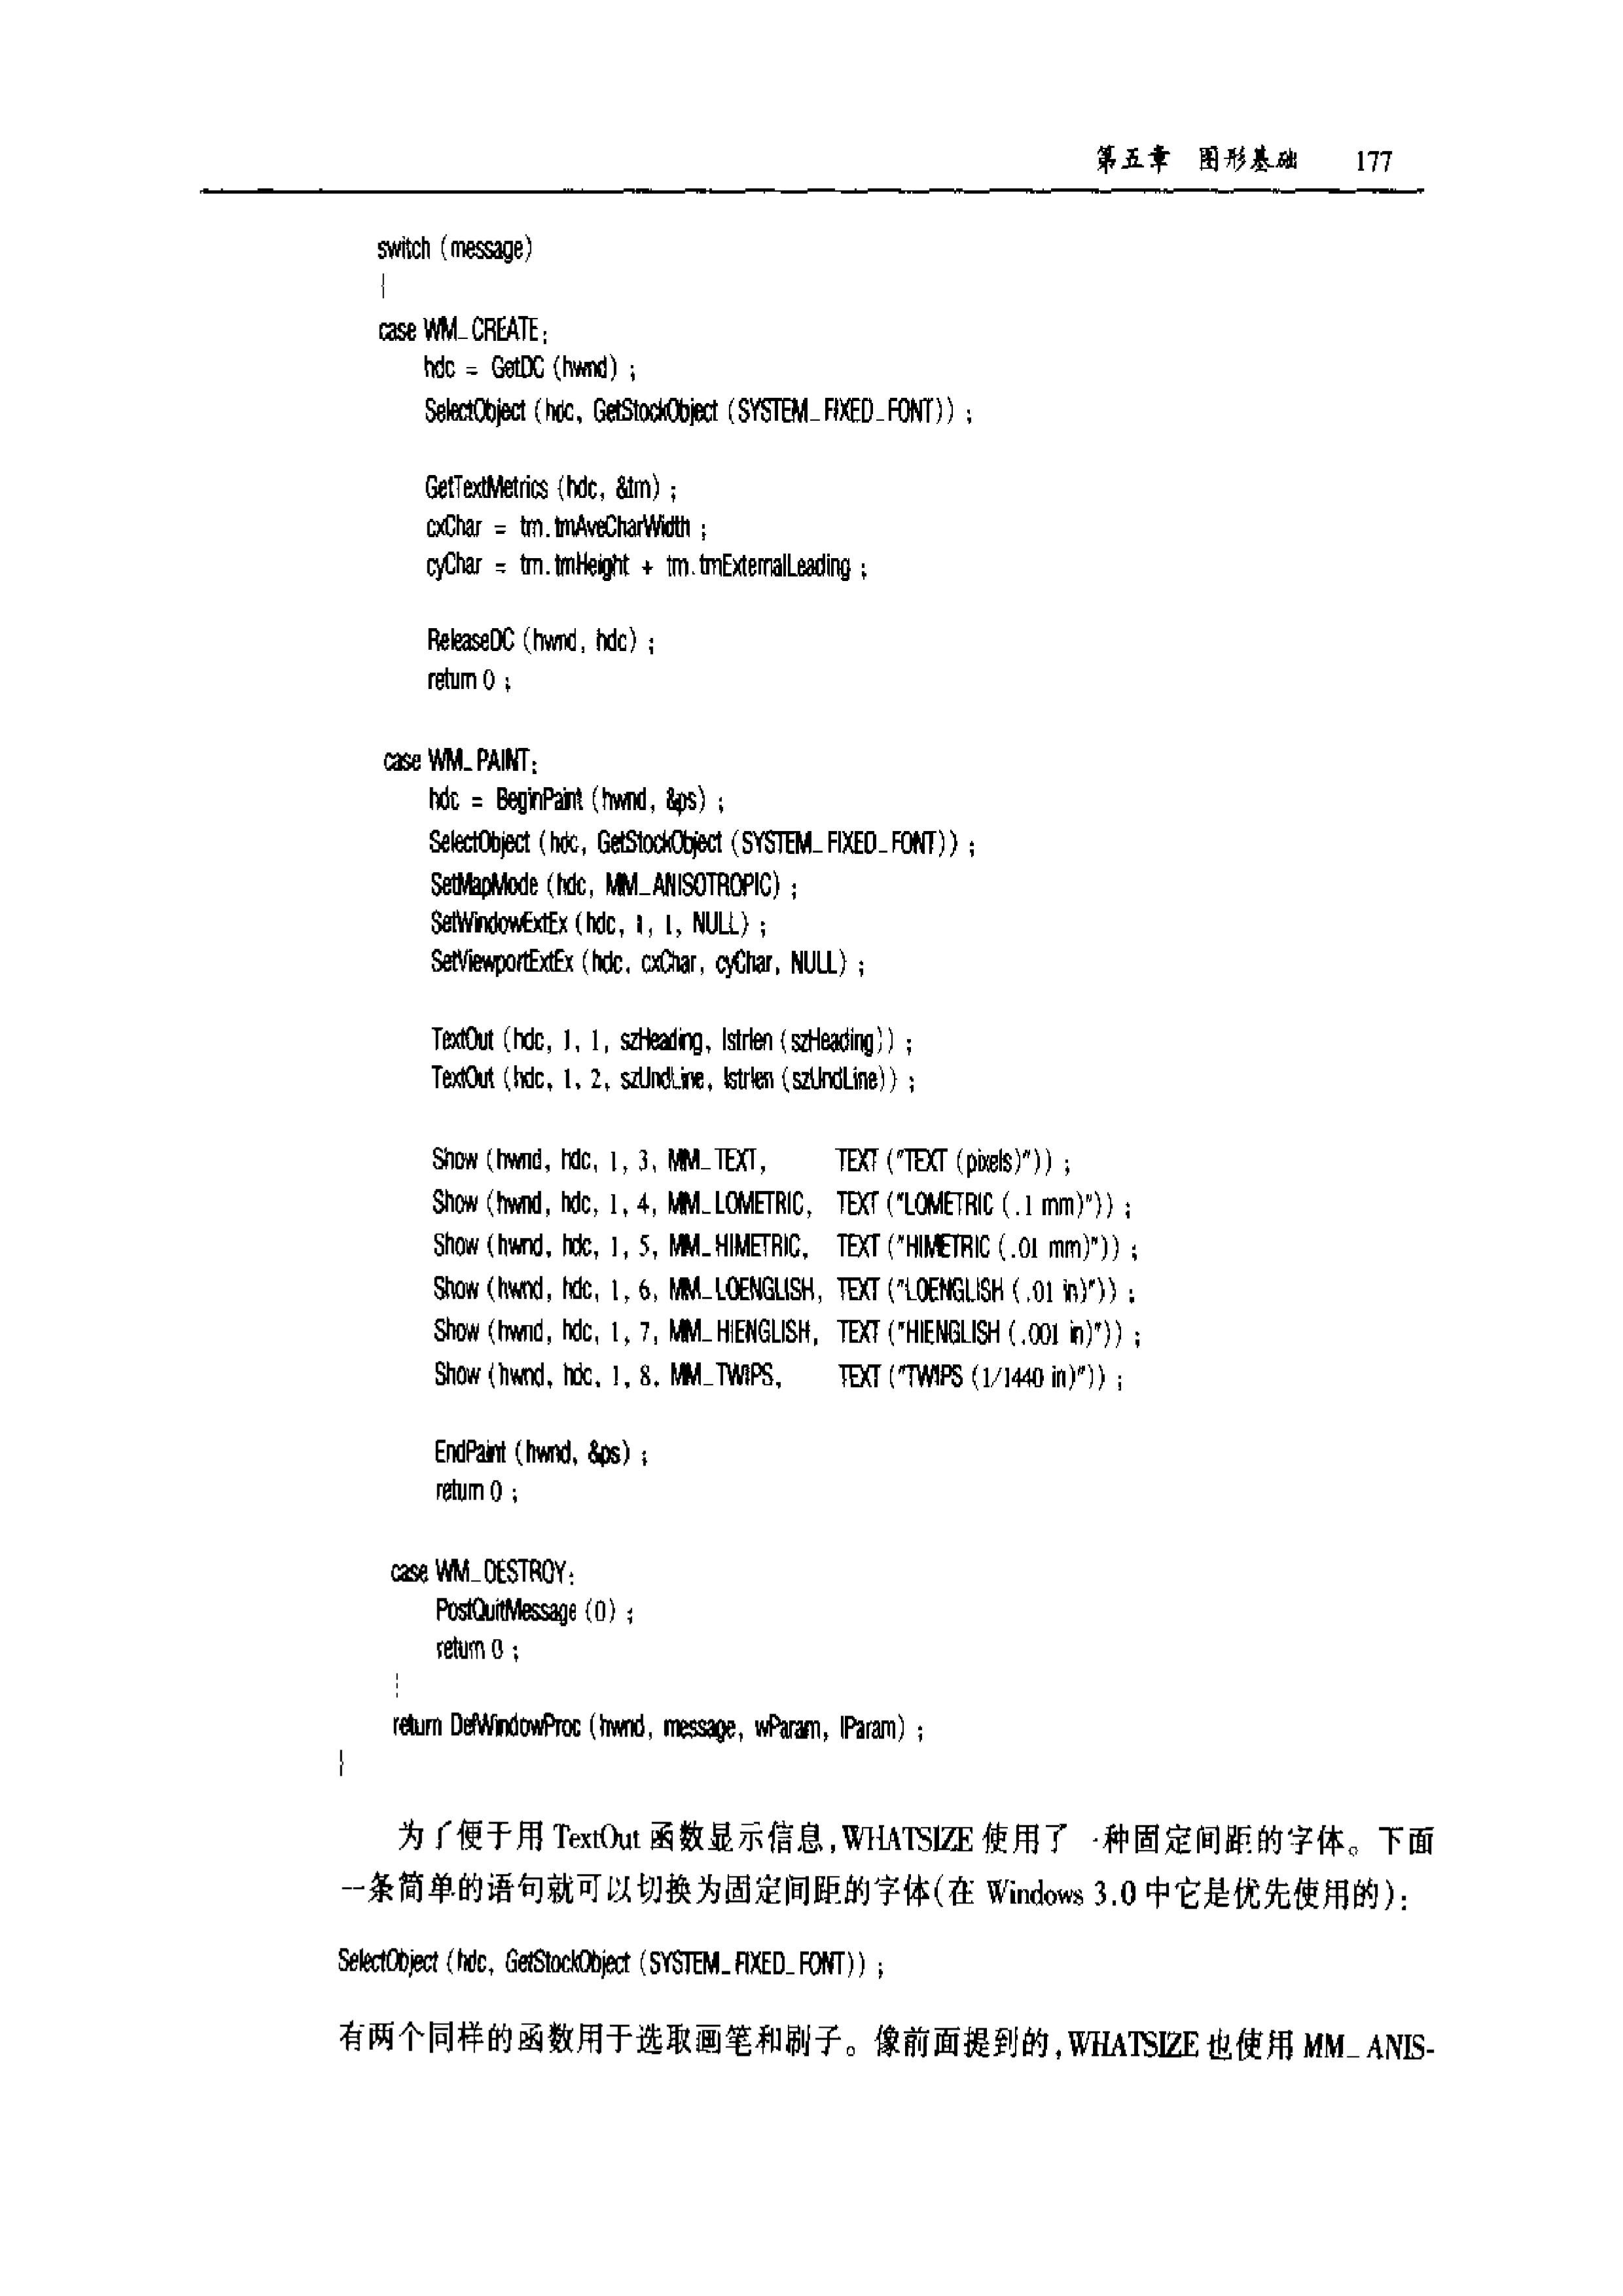 第五章 图形基础 177
switch (message)
{
case WM_CREATE:
hdc = GetDC (hwnd) ;
SelectObject (hdc, GetStockObject (SYSTEM_FIXED_FONT)) ;
GetTextMetrics (hdc, &tm) ;
cxChar = tm.tmAveCharWidth ;
cyChar = tm.tmHeight + tm.tmExternalLeading ;
ReleaseDC (hwnd, hdc) ;
return 0 ;
case WM_PAINT:
hdc = BeginPaint (hwnd, &ps) ;
SelectObject (hdc, GetStockObject (SYSTEM_FIXED_FONT)) ;
SetMapMode (hdc, MM_ANISOTROPIC) ;
SetWindowExtEx (hdc, 1, 1, NULL) ;
SetViewportExtEx (hdc, cxChar, cyChar, NULL) ;
TextOut (hdc, 1, 1, szHeading, lstrlen (szHeading)) ;
TextOut (hdc, 1, 2, szUndLine, lstrlen (szUndLine)) ;
Show (hwnd, hdc, 1, 3, MM_TEXT, TEXT ("TEXT (pixels)")) ;
Show (hwnd, hdc, 1, 4, MM_LOMETRIC, TEXT ("LOMETRIC (.1 mm)")) ;
Show (hwnd, hdc, 1, 5, MM_HIMETRIC, TEXT ("HIMETRIC (.01 mm)")) ;
Show (hwnd, hdc, 1, 6, MM_LOENGLISH, TEXT ("LOENGLISH (.01 in)")) ;
Show (hwnd, hdc, 1, 7, MM_HIENGLISH, TEXT ("HIENGLISH (.001 in)")) ;
Show (hwnd, hdc, 1, 8, MM_TWIPS, TEXT ("TWIPS (1/1440 in)")) ;
EndPaint (hwnd, &ps) ;
return 0 ;
case WM_DESTROY:
PostQuitMessage (0) ;
return 0 ;
}
return DefWindowProc (hwnd, message, wParam, lParam) ;
}
为了便于用 TextOut 函数显示信息,WHATSIZE 使用了一种固定间距的字体。下面
一条简单的语句就可以切换为固定间距的字体(在 Windows 3.0 中它是优先使用的):
SelectObject (hdc, GetStockObject (SYSTEM_FIXED_FONT)) ;
有两个同样的函数用于选取画笔和刷子。像前面提到的,WHATSIZE 也使用 MM_ANIS-